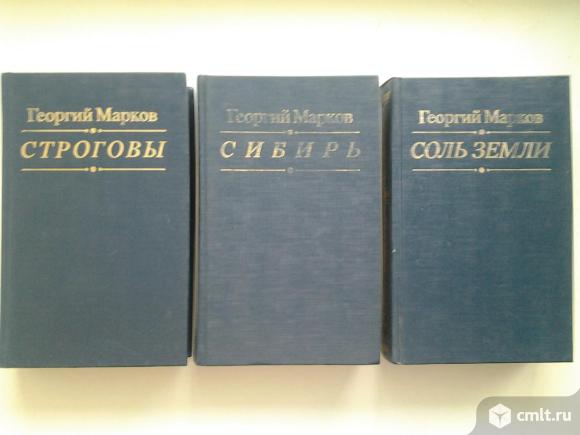 Георгий Марков
СТРОГОВЫ
Георгий Марков
СИБИРЬ
Георгий Марков
СОЛЬ ЗЕМЛИ
cmlt.ru